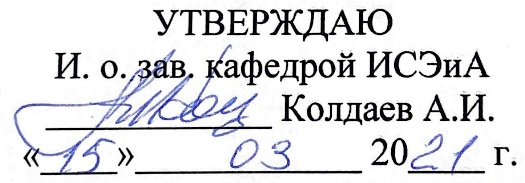 УТВЕРЖДАЮ
И. о. зав. кафедрой ИСЭиА
Колдаев А.И.
«15» 03 2021 г.